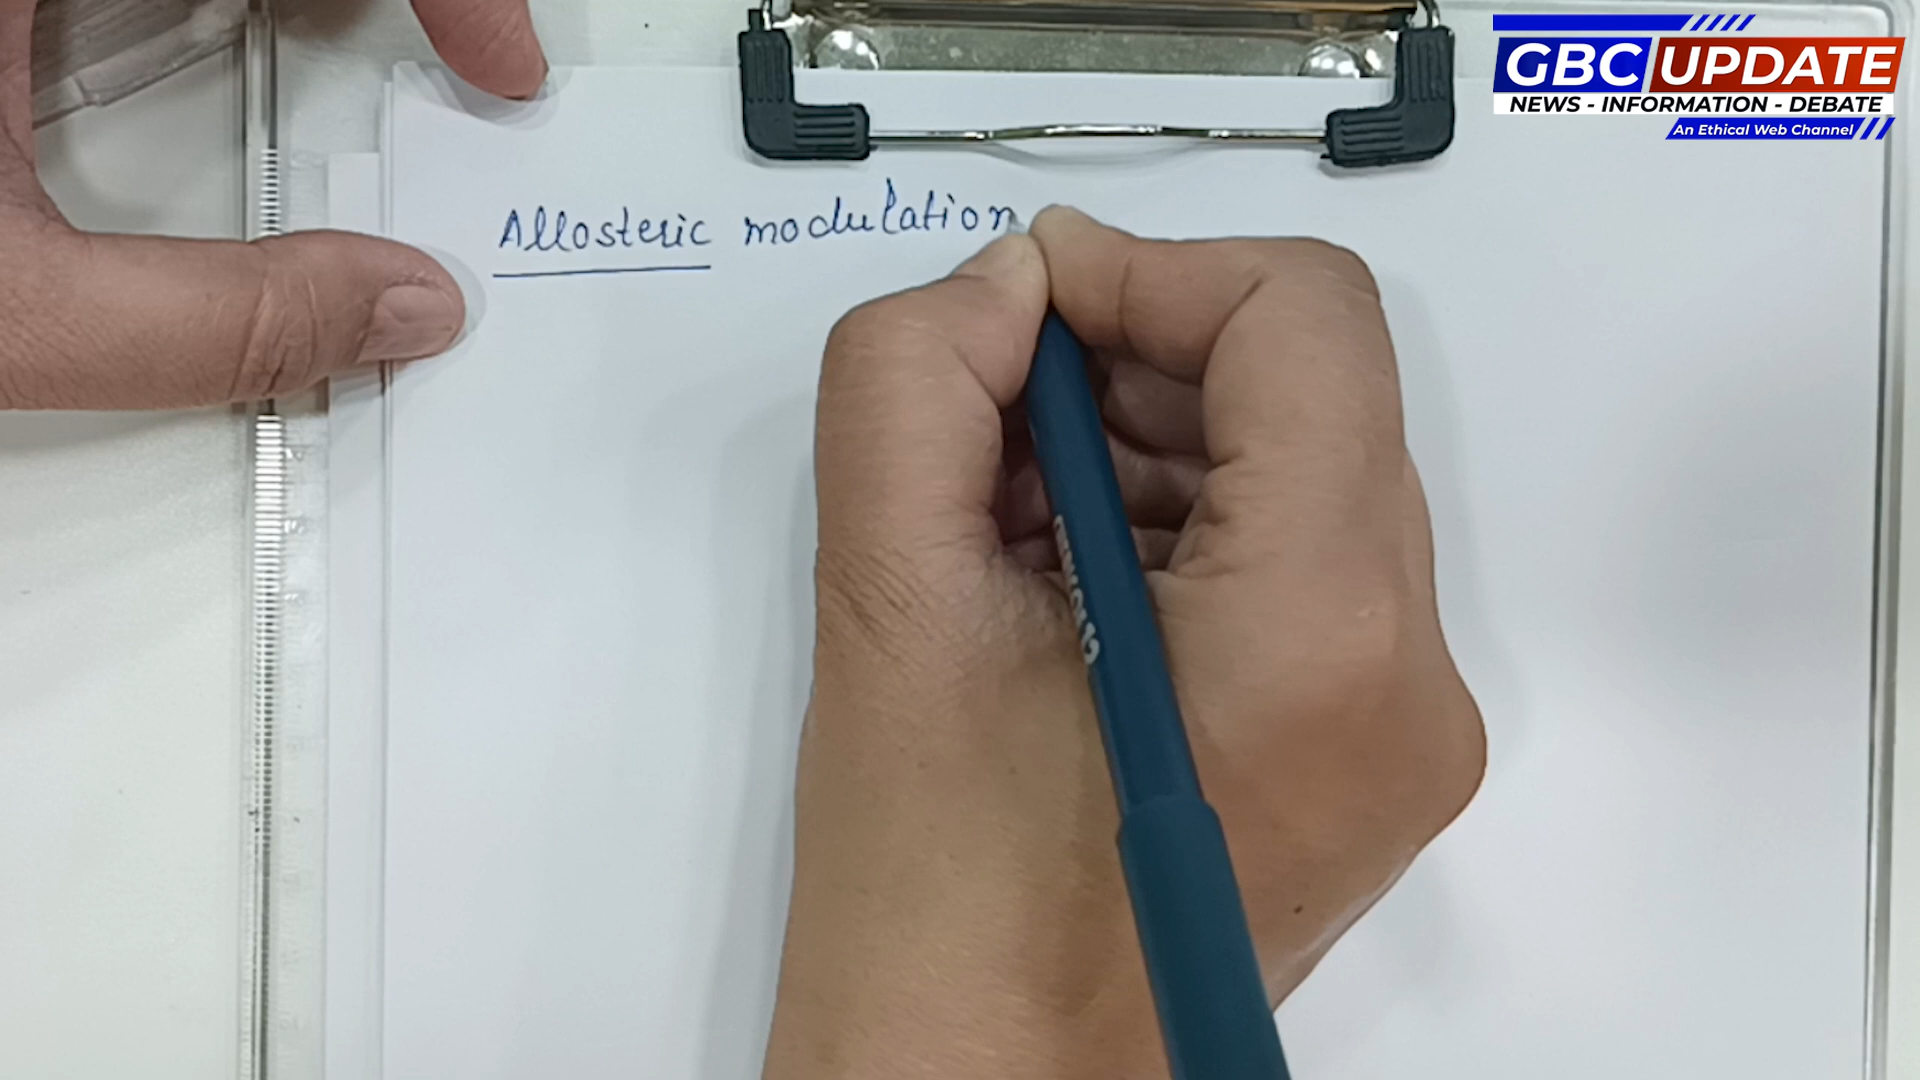 GBC UPDATE
NEWS - INFORMATION - DEBATE
An Ethical Web Channel
Allosteric modulation